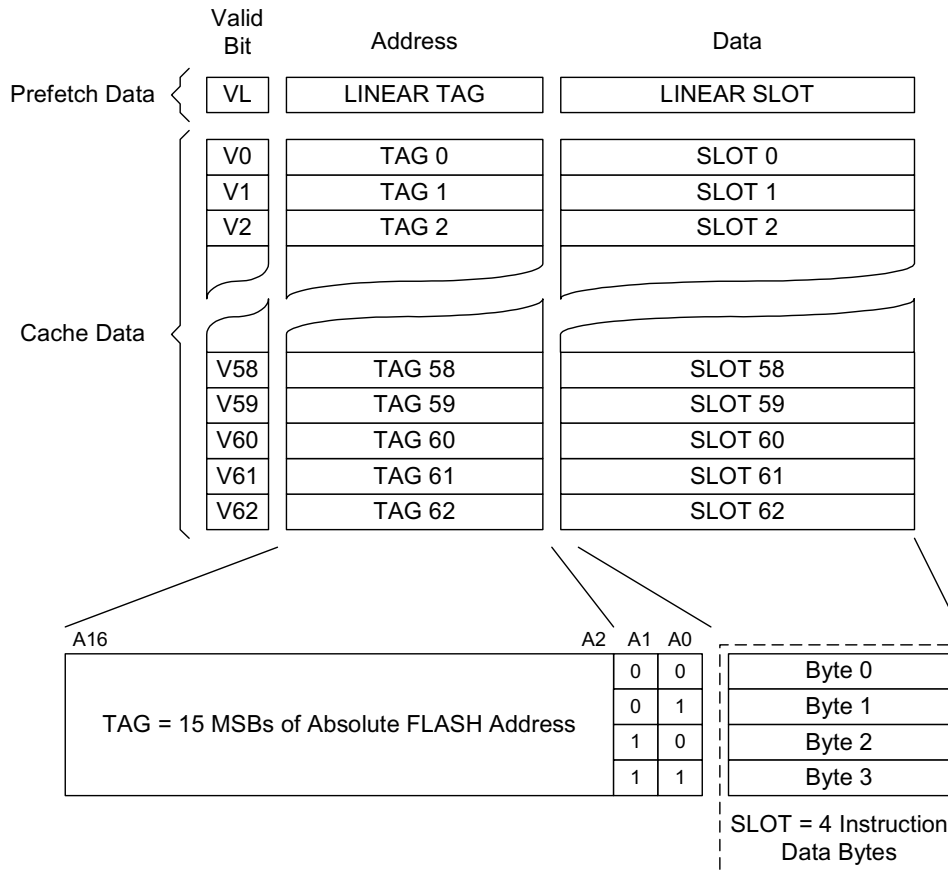 Valid
Bit
Address
Data
Prefetch Data
VL
LINEAR TAG
LINEAR SLOT
Cache Data
V0
TAG 0
SLOT 0
V1
TAG 1
SLOT 1
V2
TAG 2
SLOT 2
V58
TAG 58
SLOT 58
V59
TAG 59
SLOT 59
V60
TAG 60
SLOT 60
V61
TAG 61
SLOT 61
V62
TAG 62
SLOT 62
A16
A2
A1
A0
TAG = 15 MSBs of Absolute FLASH Address
0
0
Byte 0
0
1
Byte 1
1
0
Byte 2
1
1
Byte 3
SLOT = 4 Instruction
Data Bytes